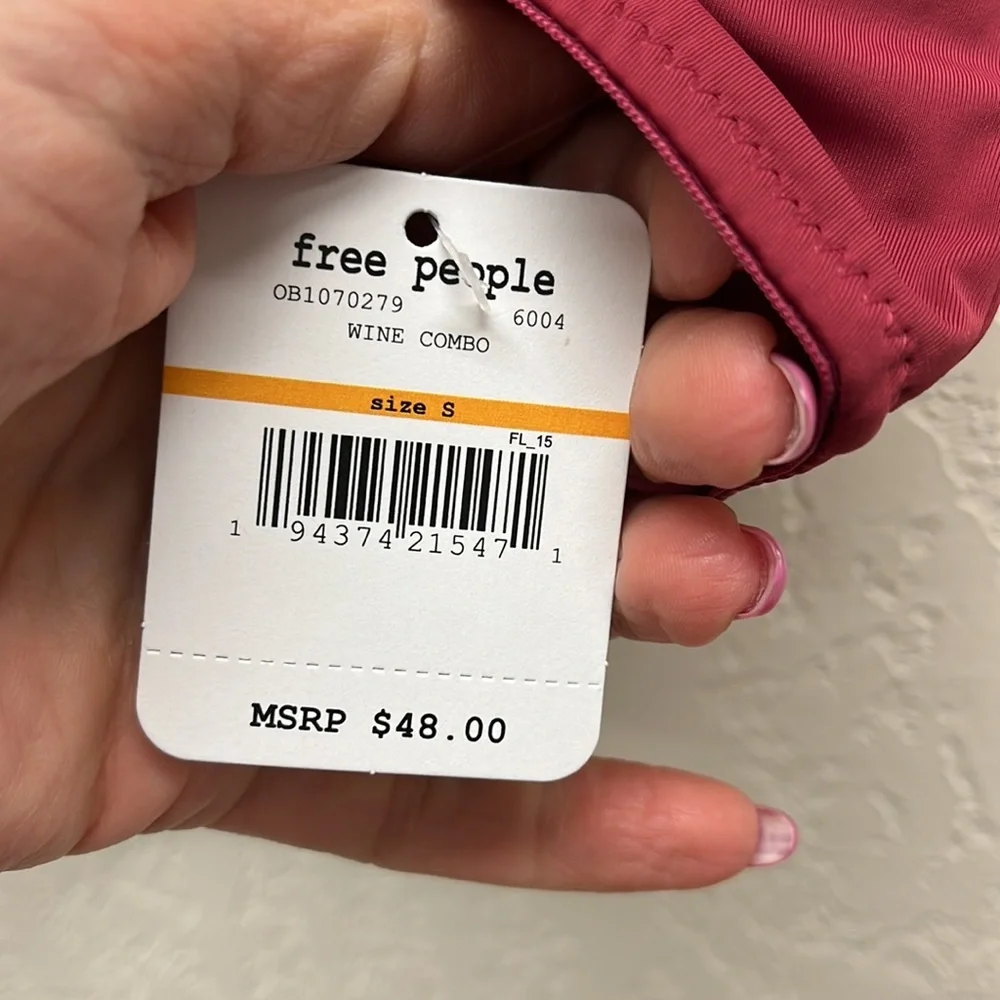 free people
OB1070279 6004
WINE COMBO
size S
FL_15
1 94374 21547 1
MSRP $48.00